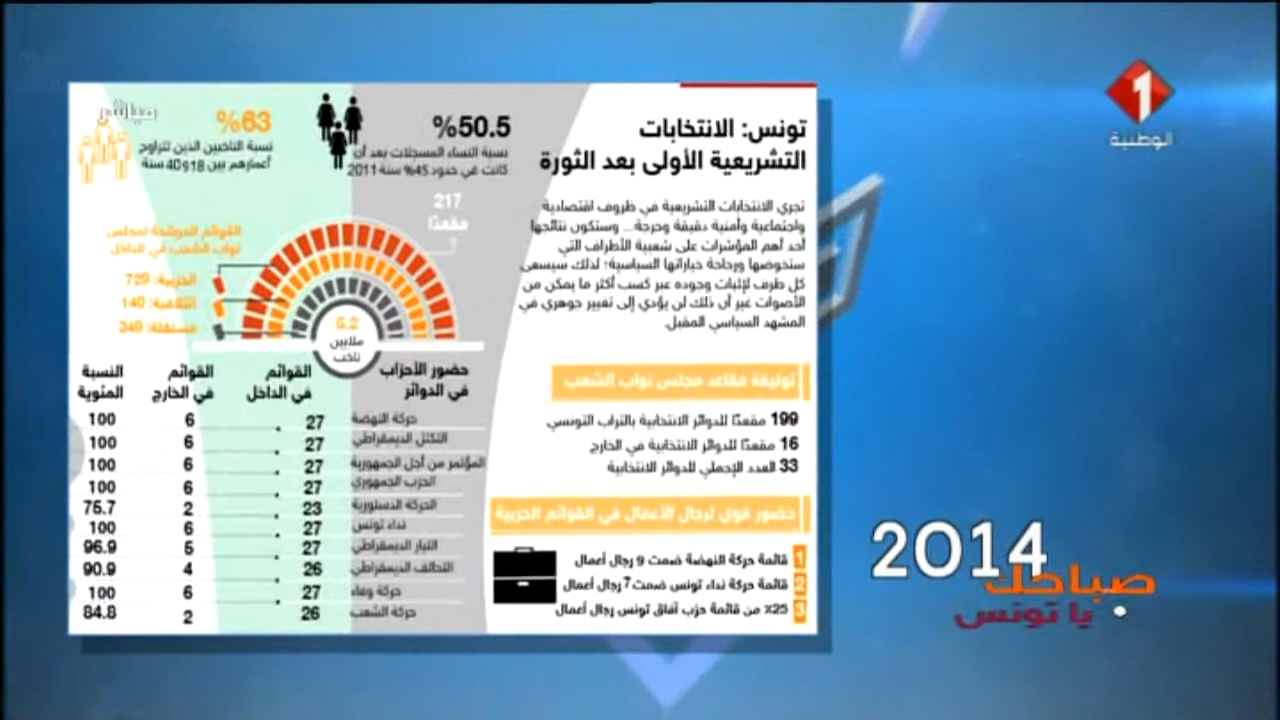 الوطنية
مباشر
تونس: الانتخابات
التشريعية الأولى بعد الثورة
تجري الانتخابات التشريعية في ظروف اقتصادية
واجتماعية وأمنية دقيقة وحرجة... وستكون نتائجها
أحد أهم المؤشرات على شعبية الأطراف التي
ستخوضها ورجاحة خياراتها السياسية؛ لذلك سيسعى
كل طرف لإثبات وجوده عبر كسب أكثر ما يمكن من
الأصوات غير أن ذلك لن يؤدي إلى تغيير جوهري في
المشهد السياسي المقبل.
%50.5
نسبة النساء المسجلات بعد أن
كانت في حدود 45% سنة 2011
%63
نسبة الناخبين الذين تتراوح
أعمارهم بين 18 و40 سنة
217
مقعدًا
القوائم المرشحة لمجلس
نواب الشعب في الداخل
الحزبية: 729
ائتلافية: 140
مستقلة: 349
5.2
ملايين
ناخب
توليفة مقاعد مجلس نواب الشعب
199 مقعدًا للدوائر الانتخابية بالتراب التونسي
16 مقعدًا للدوائر الانتخابية في الخارج
33 العدد الإجملي للدوائر الانتخابية
حضور قوي لرجال الأعمال في القوائم الحزبية
1 قائمة حركة النهضة ضمت 9 رجال أعمال
2 قائمة حركة نداء تونس ضمت 7 رجال أعمال
3 25٪ من قائمة حزب آفاق تونس رجال أعمال
حضور الأحزاب في الدوائر القوائم في الداخل القوائم في الخارج النسبة المئوية
حركة النهضة 27 6 100
التكتل الديمقراطي 27 6 100
المؤتمر من أجل الجمهورية 27 6 100
الحزب الجمهوري 27 6 100
الحركة الدستورية 23 2 75.7
نداء تونس 27 6 100
التيار الديمقراطي 27 5 96.9
التحالف الديمقراطي 26 4 90.9
حركة وفاء 27 6 100
حركة الشعب 26 2 84.8
2014
صباحك
يا تونس